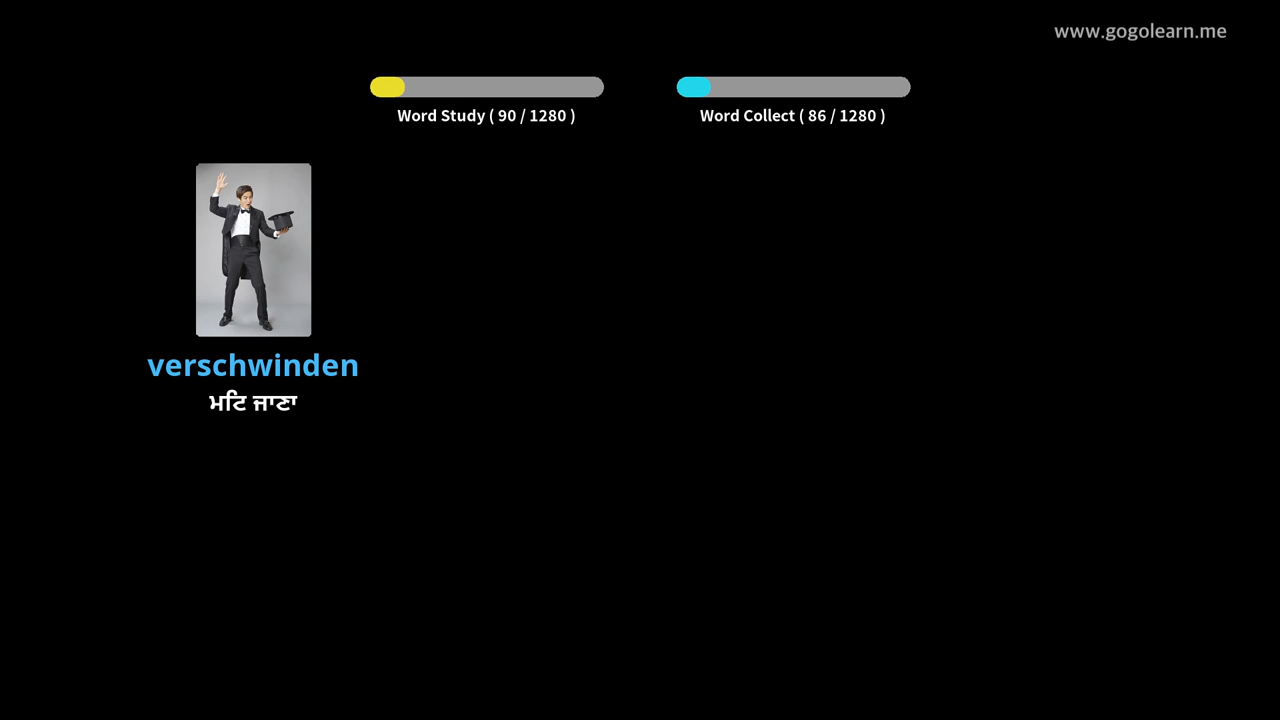 www.gogolearn.me
Word Study ( 90 / 1280 )
Word Collect ( 86 / 1280 )
verschwinden
ਮਟਿ ਜਾਣਾ